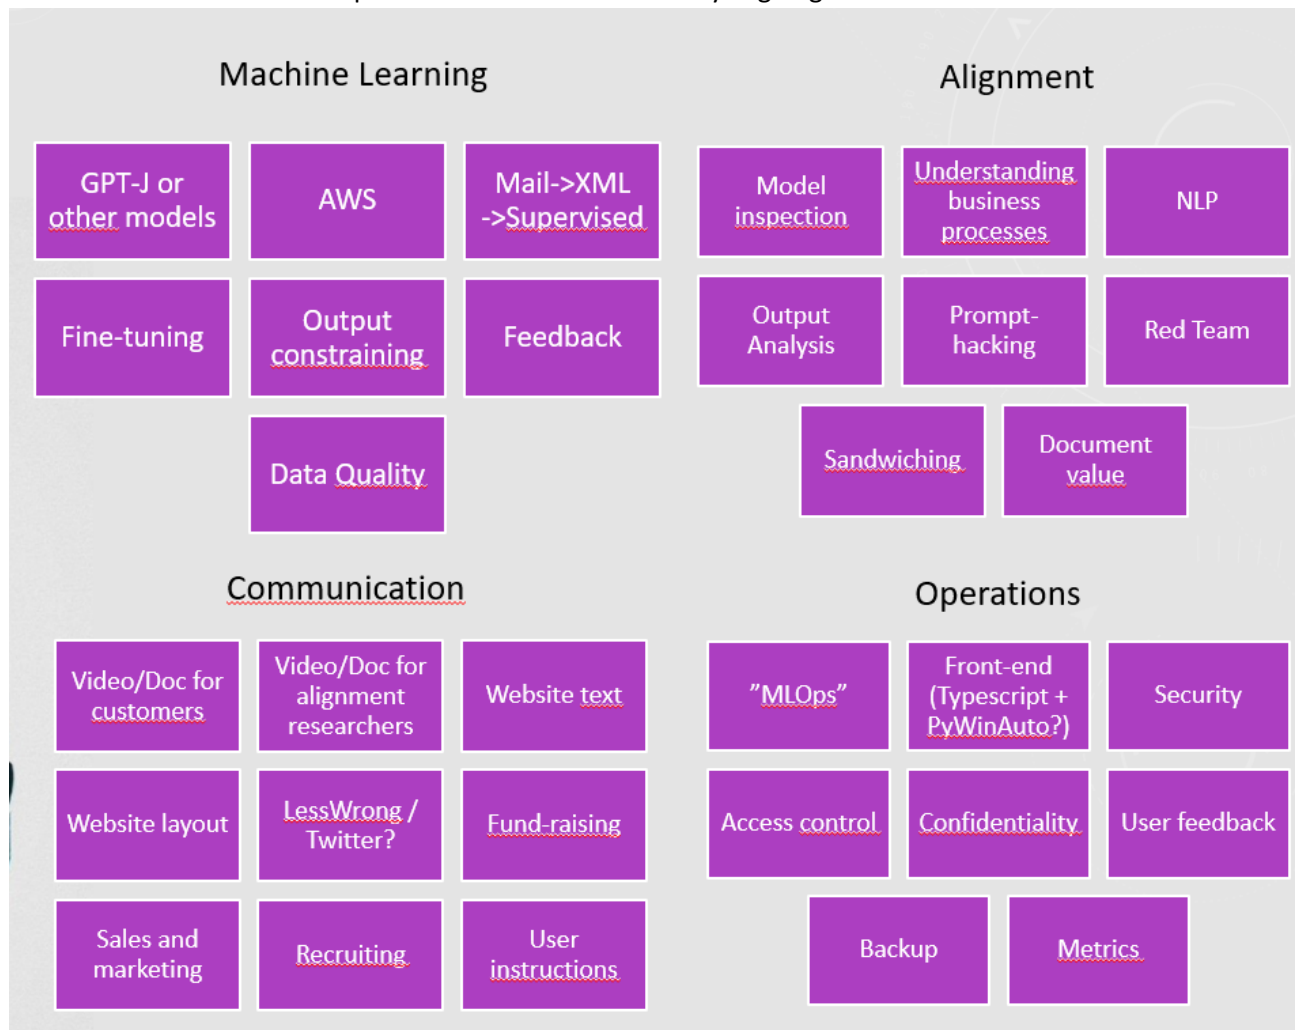 Machine Learning
GPT-J or
other models
AWS
Mail->XML
->Supervised
Fine-tuning
Output
constraining
Feedback
Data Quality
Alignment
Model
inspection
Understanding
business
processes
NLP
Output
Analysis
Prompt-
hacking
Red Team
Sandwiching
Document
value
Communication
Video/Doc for
customers
Video/Doc for
alignment
researchers
Website text
Website layout
LessWrong /
Twitter?
Fund-raising
Sales and
marketing
Recruiting
User
instructions
Operations
”MLOps”
Front-end
(Typescript +
PyWinAuto?)
Security
Access control
Confidentiality
User feedback
Backup
Metrics